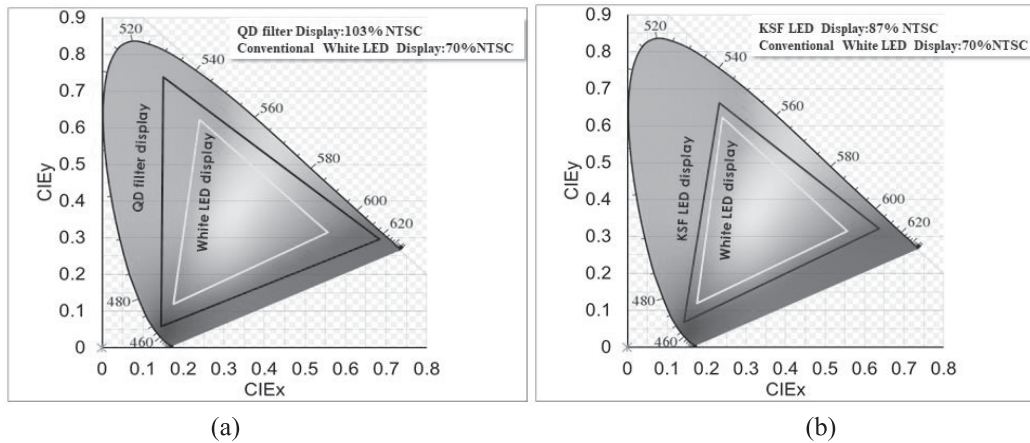 QD filter Display:103% NTSC
Conventional White LED Display:70%NTSC
0.9
0.8
0.7
0.6
0.5
0.4
0.3
0.2
0.1
0
CIEy
520
540
560
580
600
620
480
460
QD filter display
White LED display
0 0.1 0.2 0.3 0.4 0.5 0.6 0.7 0.8
CIEx
(a)
KSF LED Display:87% NTSC
Conventional White LED Display:70%NTSC
0.9
0.8
0.7
0.6
0.5
0.4
0.3
0.2
0.1
0
CIEy
520
540
560
580
600
620
480
460
KSF LED display
White LED display
0 0.1 0.2 0.3 0.4 0.5 0.6 0.7 0.8
CIEx
(b)